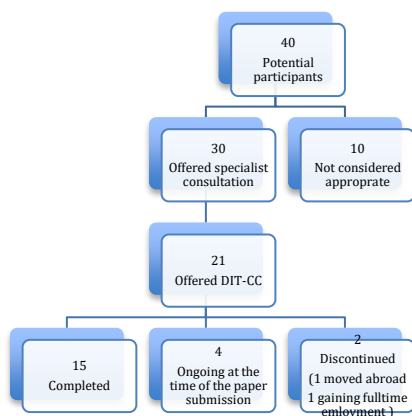 40
Potential
participants
30
Offered specialist
consultation
10
Not considered
approprate
21
Offered DIT-CC
15
Completed
4
Ongoing at the
time of the paper
submission
2
Discontinued
(1 moved abroad
1 gaining fulltime
emloyment )